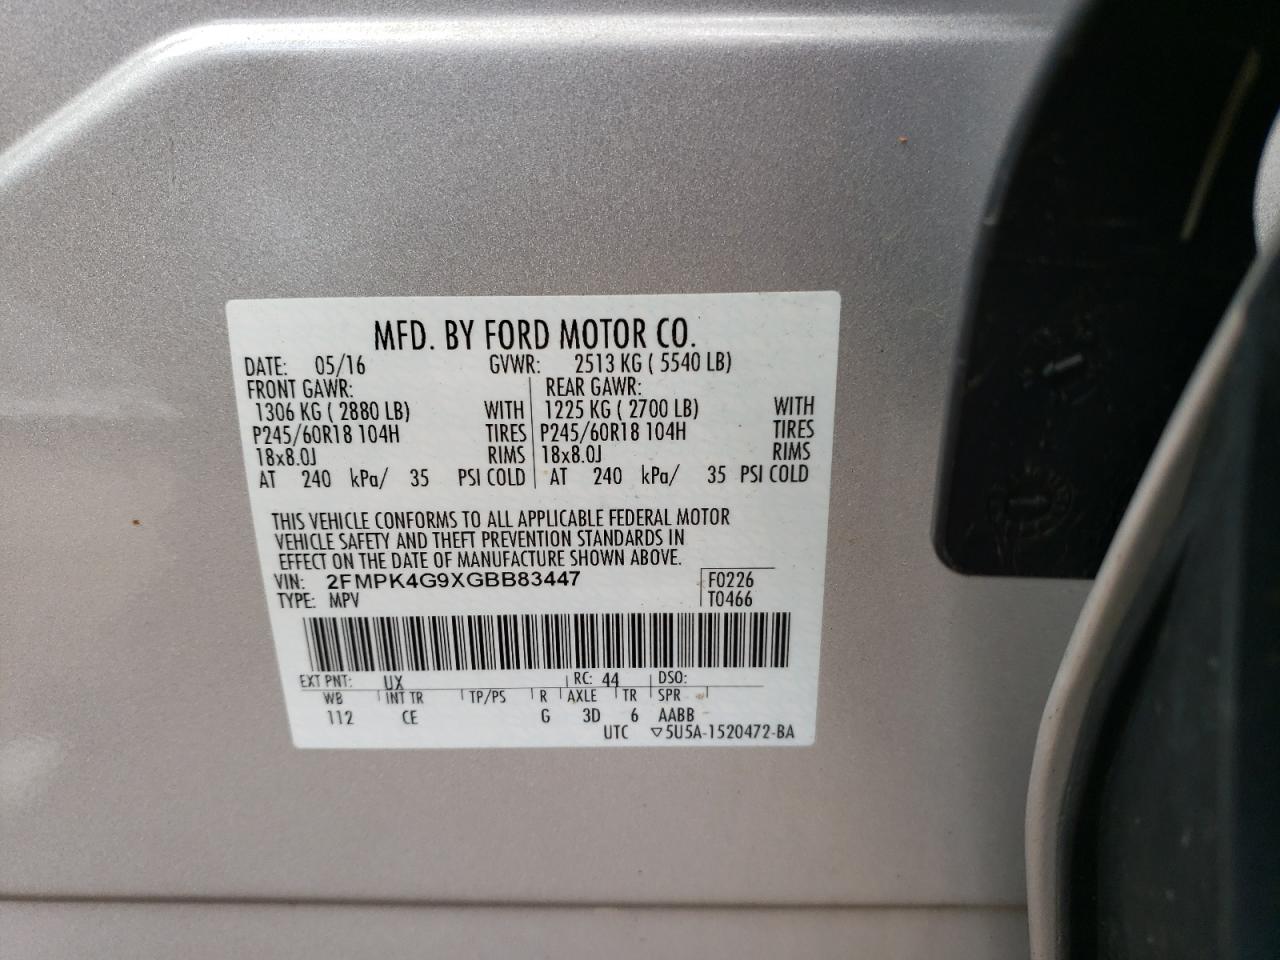 MFD. BY FORD MOTOR CO.
DATE: 05/16 GVWR: 2513 KG ( 5540 LB)
FRONT GAWR: REAR GAWR:
1306 KG ( 2880 LB) WITH 1225 KG ( 2700 LB) WITH
P245/60R18 104H TIRES P245/60R18 104H TIRES
18x8.0J RIMS 18x8.0J RIMS
AT 240 kPa/ 35 PSI COLD AT 240 kPa/ 35 PSI COLD
THIS VEHICLE CONFORMS TO ALL APPLICABLE FEDERAL MOTOR
VEHICLE SAFETY AND THEFT PREVENTION STANDARDS IN
EFFECT ON THE DATE OF MANUFACTURE SHOWN ABOVE.
VIN: 2FMPK4G9XGBB83447 F0226
TYPE: MPV T0466
EXT PNT: UX RC: 44 DSO:
WB INT TR TP/PS R AXLE TR SPR
112 CE G 3D 6 AABB
UTC ▽5U5A-1520472-BA